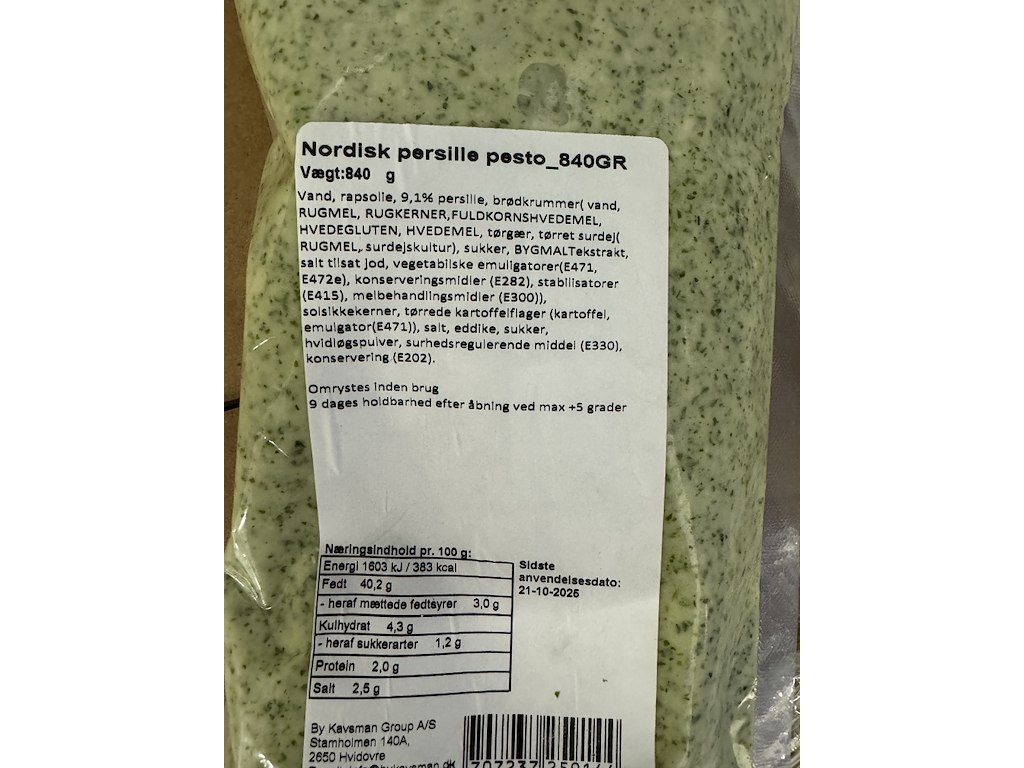 Nordisk persille pesto_840GR
Vægt:840 g
Vand, rapsolie, 9,1% persille, brødkrummer( vand,
RUGMEL, RUGKERNER,FULDKORNSHVEDEMEL,
HVEDEGLUTEN, HVEDEMEL, tørgær, tørret surdej(
RUGMEL, surdejskultur), sukker, BYGMALTekstrakt,
salt tilsat jod, vegetabilske emulgatorer(E471,
E472e), konserveringsmidler (E282), stabilisatorer
(E415), melbehandlingsmidler (E300)),
solsikkekerner, tørrede kartoffelflager (kartoffel,
emulgator(E471)), salt, eddike, sukker,
hvidløgspulver, surhedsregulerende middel (E330),
konservering (E202).
Omrystes inden brug
9 dages holdbarhed efter åbning ved max +5 grader
Næringsindhold pr. 100 g:
Energi 1603 kJ / 383 kcal
Fedt 40,2 g
- heraf mættede fedtsyrer 3,0 g
Kulhydrat 4,3 g
- heraf sukkerarter 1,2 g
Protein 2,0 g
Salt 2,5 g
Sidste
anvendelsesdato:
21-10-2025
By Kavsman Group A/S
Stamholmen 140A,
2650 Hvidovre